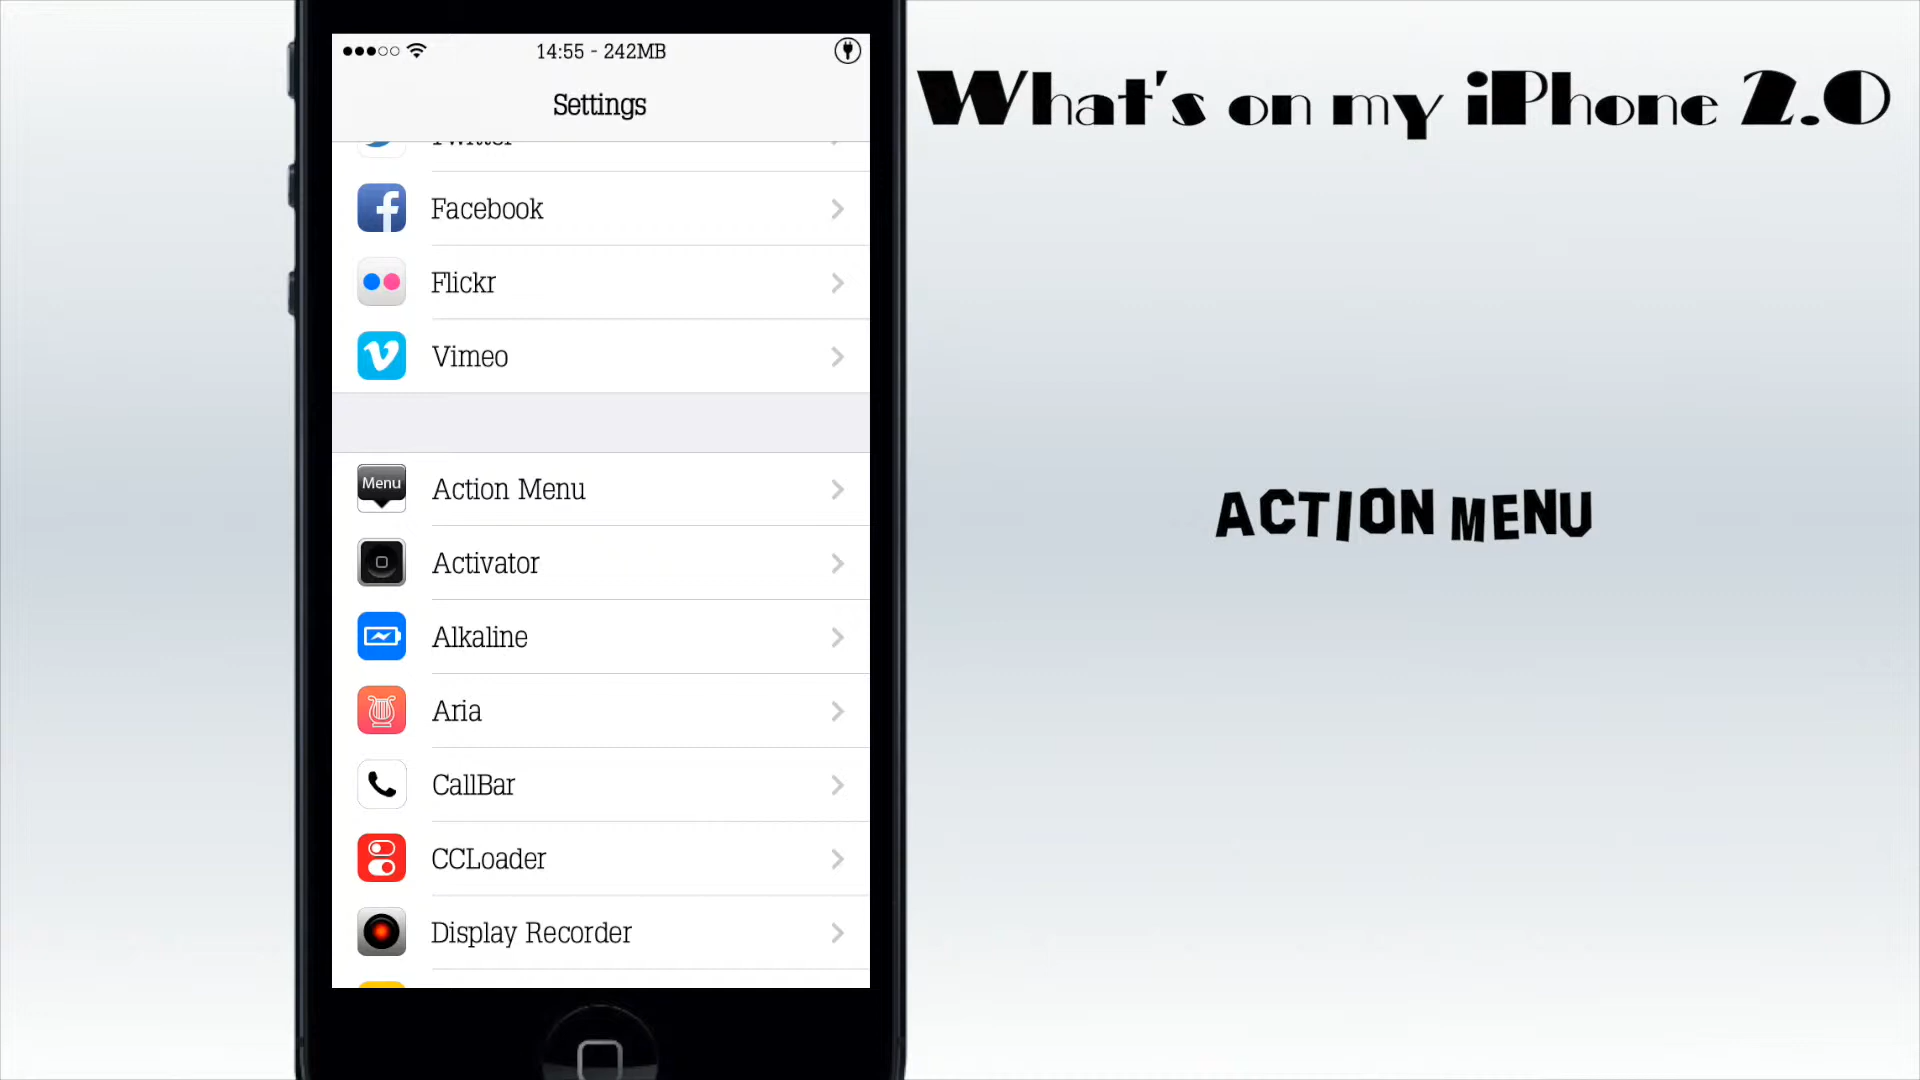 14:55 - 242MB
Settings
What's on my iPhone 2.0
Twitter
Facebook
Flickr
Vimeo
Menu
Action Menu
ACTION MENU
Activator
Alkaline
Aria
CallBar
CCLoader
Display Recorder